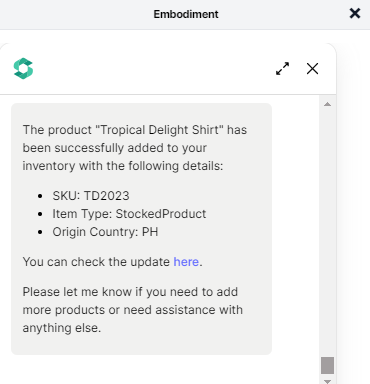 Embodiment
The product "Tropical Delight Shirt" has
been successfully added to your
inventory with the following details:
SKU: TD2023
Item Type: StockedProduct
Origin Country: PH
You can check the update here.
Please let me know if you need to add
more products or need assistance with
anything else.